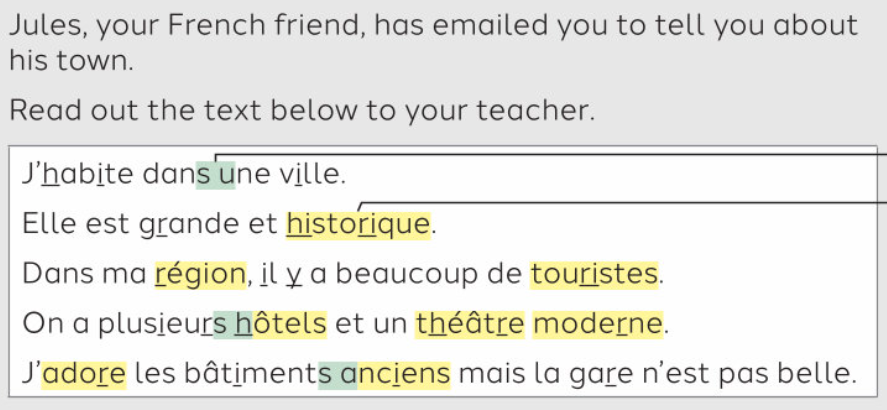 Jules, your French friend, has emailed you to tell you about
his town.
Read out the text below to your teacher.
J'habite dans une ville.
Elle est grande et historique.
Dans ma région, il y a beaucoup de touristes.
On a plusieurs hôtels et un théâtre moderne.
J'adore les bâtiments anciens mais la gare n'est pas belle.